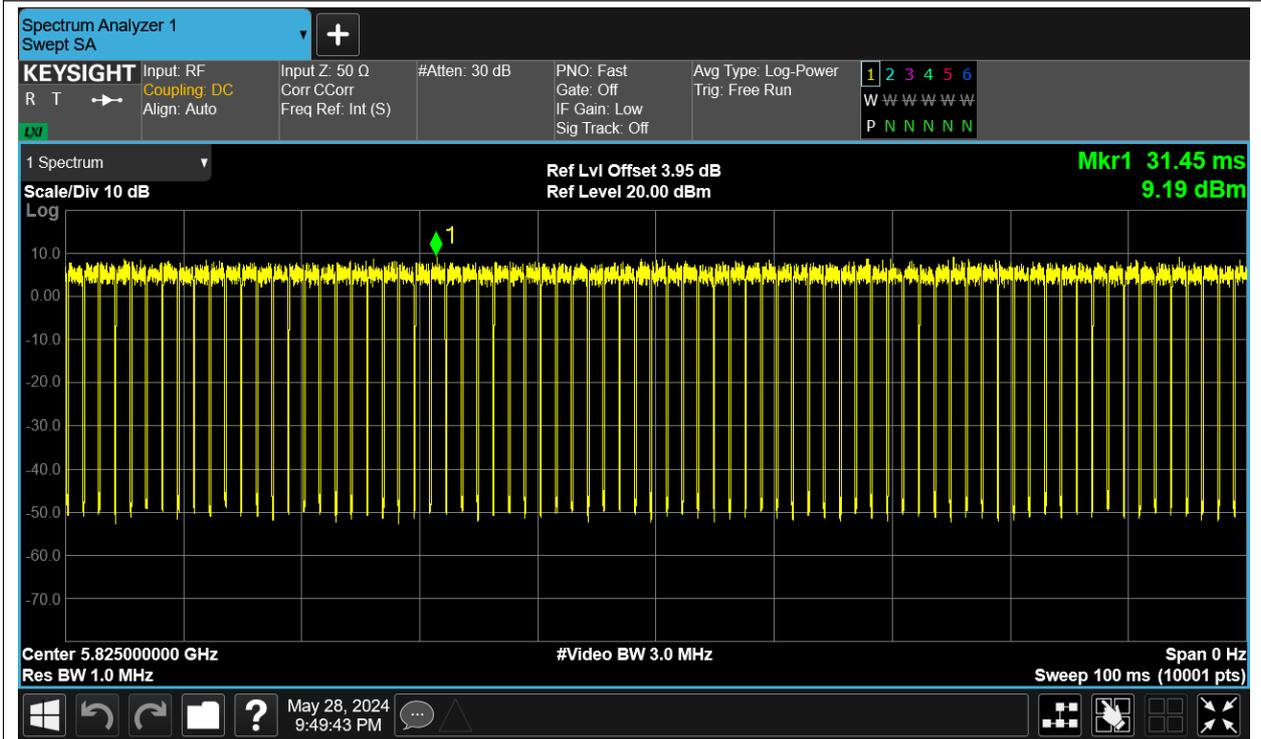 Spectrum Analyzer 1
Swept SA
KEYSIGHT
R T
LXI
Input: RF
Coupling: DC
Align: Auto
Input Z: 50 Ω
Corr CCorr
Freq Ref: Int (S)
#Atten: 30 dB
PNO: Fast
Gate: Off
IF Gain: Low
Sig Track: Off
Avg Type: Log-Power
Trig: Free Run
1 2 3 4 5 6
W W W W W W
P N N N N N
1 Spectrum
Scale/Div 10 dB
Log
Ref Lvl Offset 3.95 dB
Ref Level 20.00 dBm
Mkr1 31.45 ms
9.19 dBm
1
10.0
0.00
-10.0
-20.0
-30.0
-40.0
-50.0
-60.0
-70.0
Center 5.825000000 GHz
#Video BW 3.0 MHz
Span 0 Hz
Res BW 1.0 MHz
Sweep 100 ms (10001 pts)
?
May 28, 2024
9:49:43 PM